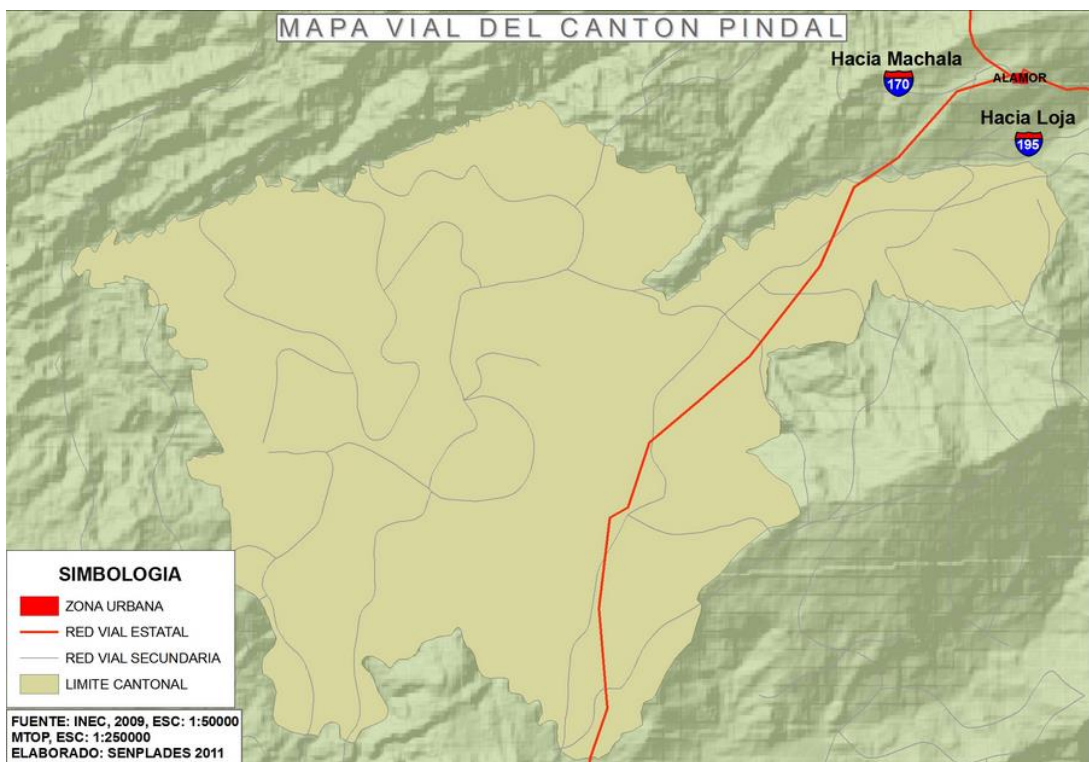 MAPA VIAL DEL CANTON PINDAL
Hacia Machala
170
ALAMOR
Hacia Loja
195
SIMBOLOGIA
ZONA URBANA
RED VIAL ESTATAL
RED VIAL SECUNDARIA
LIMITE CANTONAL
FUENTE: INEC, 2009, ESC: 1:50000
MTOP, ESC: 1:250000
ELABORADO: SENPLADES 2011